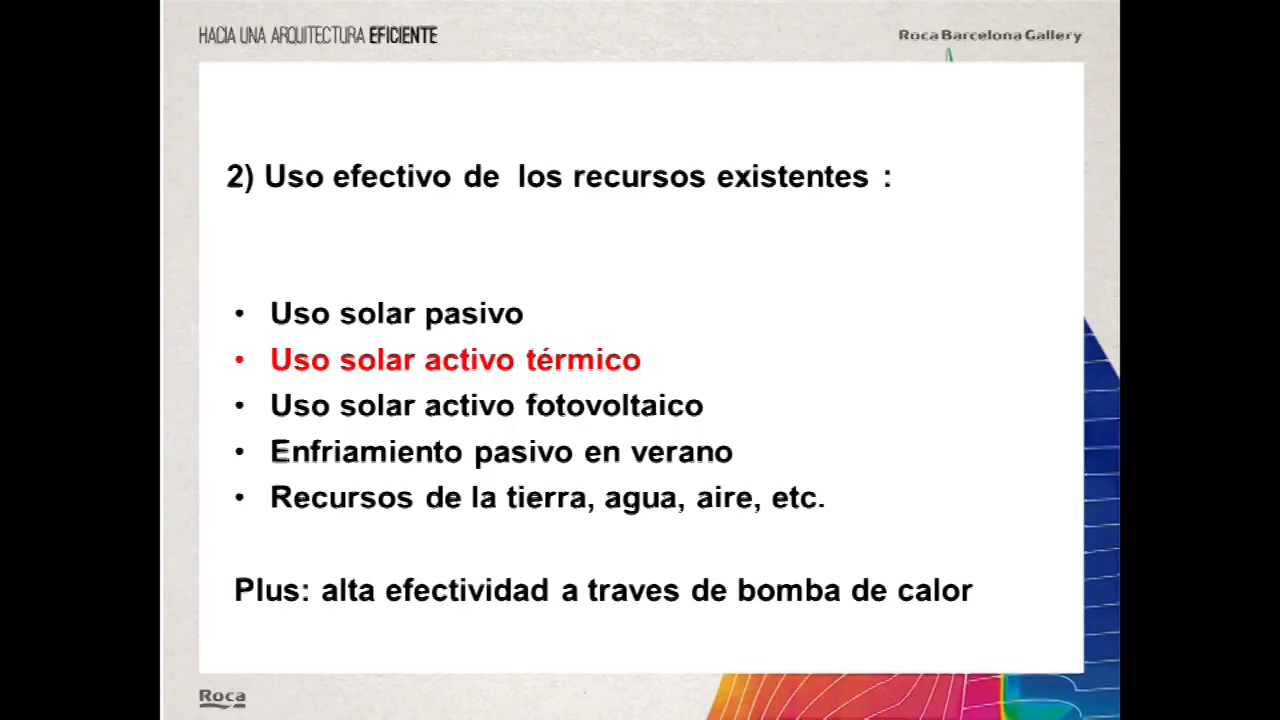 HACIA UNA ARQUITECTURA EFICIENTE
Roca Barcelona Gallery
2) Uso efectivo de los recursos existentes :
• Uso solar pasivo
• Uso solar activo térmico
• Uso solar activo fotovoltaico
• Enfriamiento pasivo en verano
• Recursos de la tierra, agua, aire, etc.
Plus: alta efectividad a traves de bomba de calor
Roca